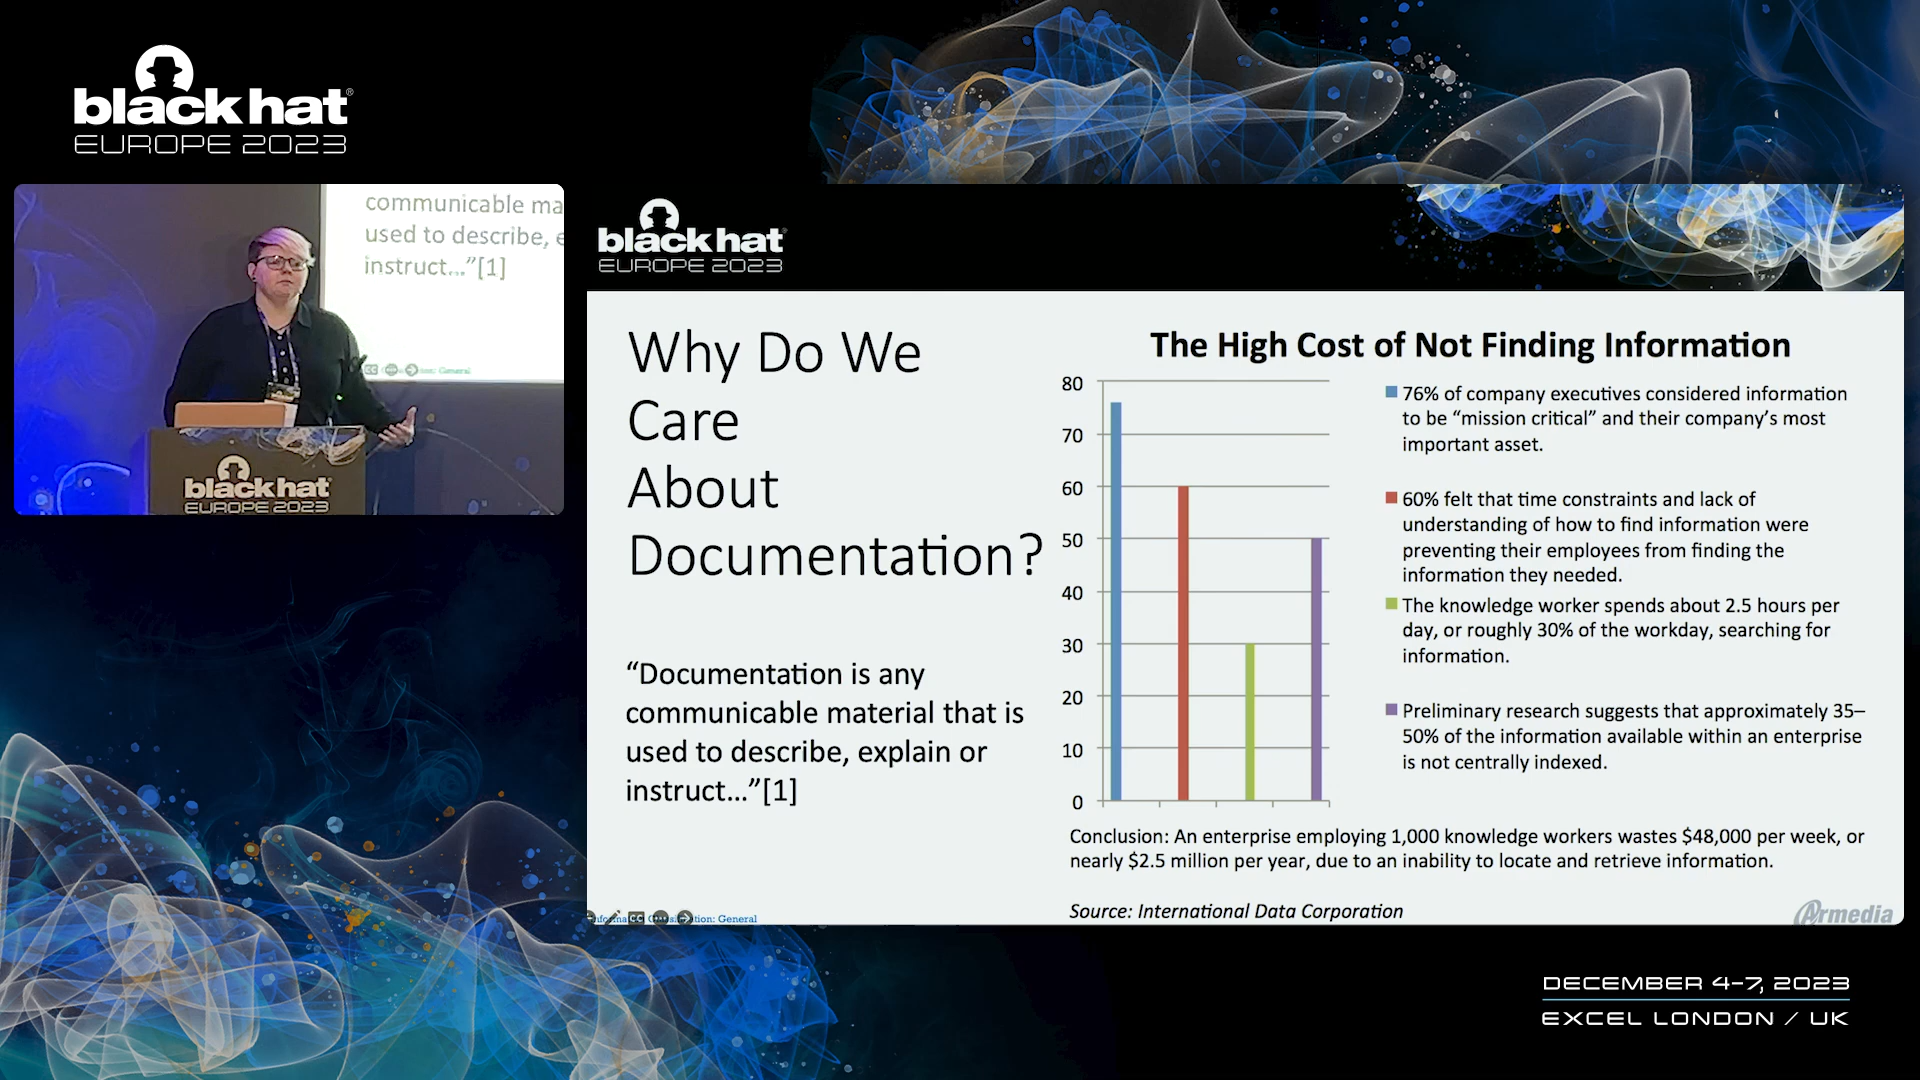 black hat®
EUROPE 2023
communicable ma
used to describe, e
instruct…”[1]
black hat
EUROPE 2023
black hat
EUROPE 2023
Why Do We
Care
About
Documentation?
“Documentation is any
communicable material that is
used to describe, explain or
instruct…”[1]
The High Cost of Not Finding Information
80
70
60
50
40
30
20
10
0
76% of company executives considered information
to be “mission critical” and their company’s most
important asset.
60% felt that time constraints and lack of
understanding of how to find information were
preventing their employees from finding the
information they needed.
The knowledge worker spends about 2.5 hours per
day, or roughly 30% of the workday, searching for
information.
Preliminary research suggests that approximately 35–
50% of the information available within an enterprise
is not centrally indexed.
Conclusion: An enterprise employing 1,000 knowledge workers wastes $48,000 per week, or
nearly $2.5 million per year, due to an inability to locate and retrieve information.
Source: International Data Corporation
Armedia
General
DECEMBER 4-7, 2023
EXCEL LONDON / UK